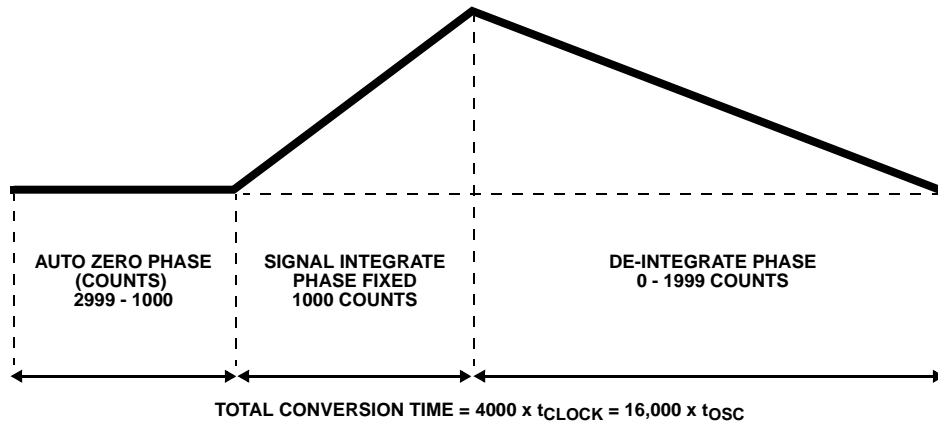 AUTO ZERO PHASE
(COUNTS)
2999 - 1000
SIGNAL INTEGRATE
PHASE FIXED
1000 COUNTS
DE-INTEGRATE PHASE
0 - 1999 COUNTS
TOTAL CONVERSION TIME = 4000 x tCLOCK = 16,000 x tOSC